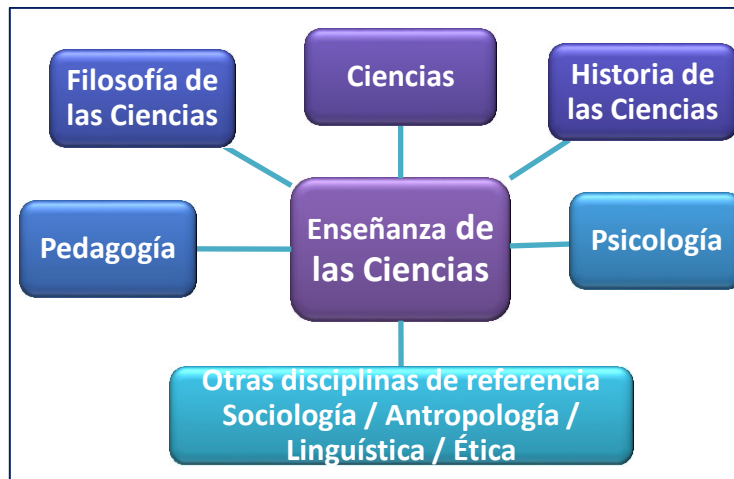 Filosofía de
las Ciencias
Ciencias
Historia de
las Ciencias
Pedagogía
Enseñanza de
las Ciencias
Psicología
Otras disciplinas de referencia
Sociología / Antropología /
Linguística / Ética